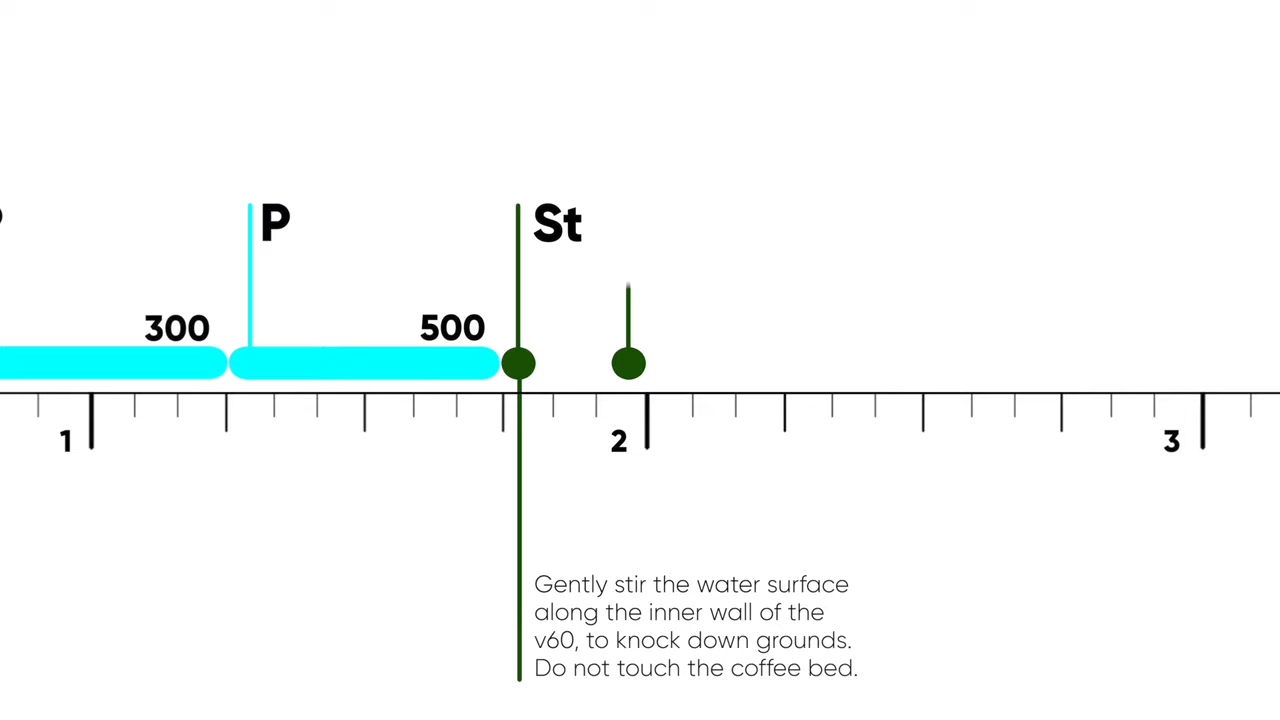 P
St
300
500
1
2
3
Gently stir the water surface
along the inner wall of the
v60, to knock down grounds.
Do not touch the coffee bed.